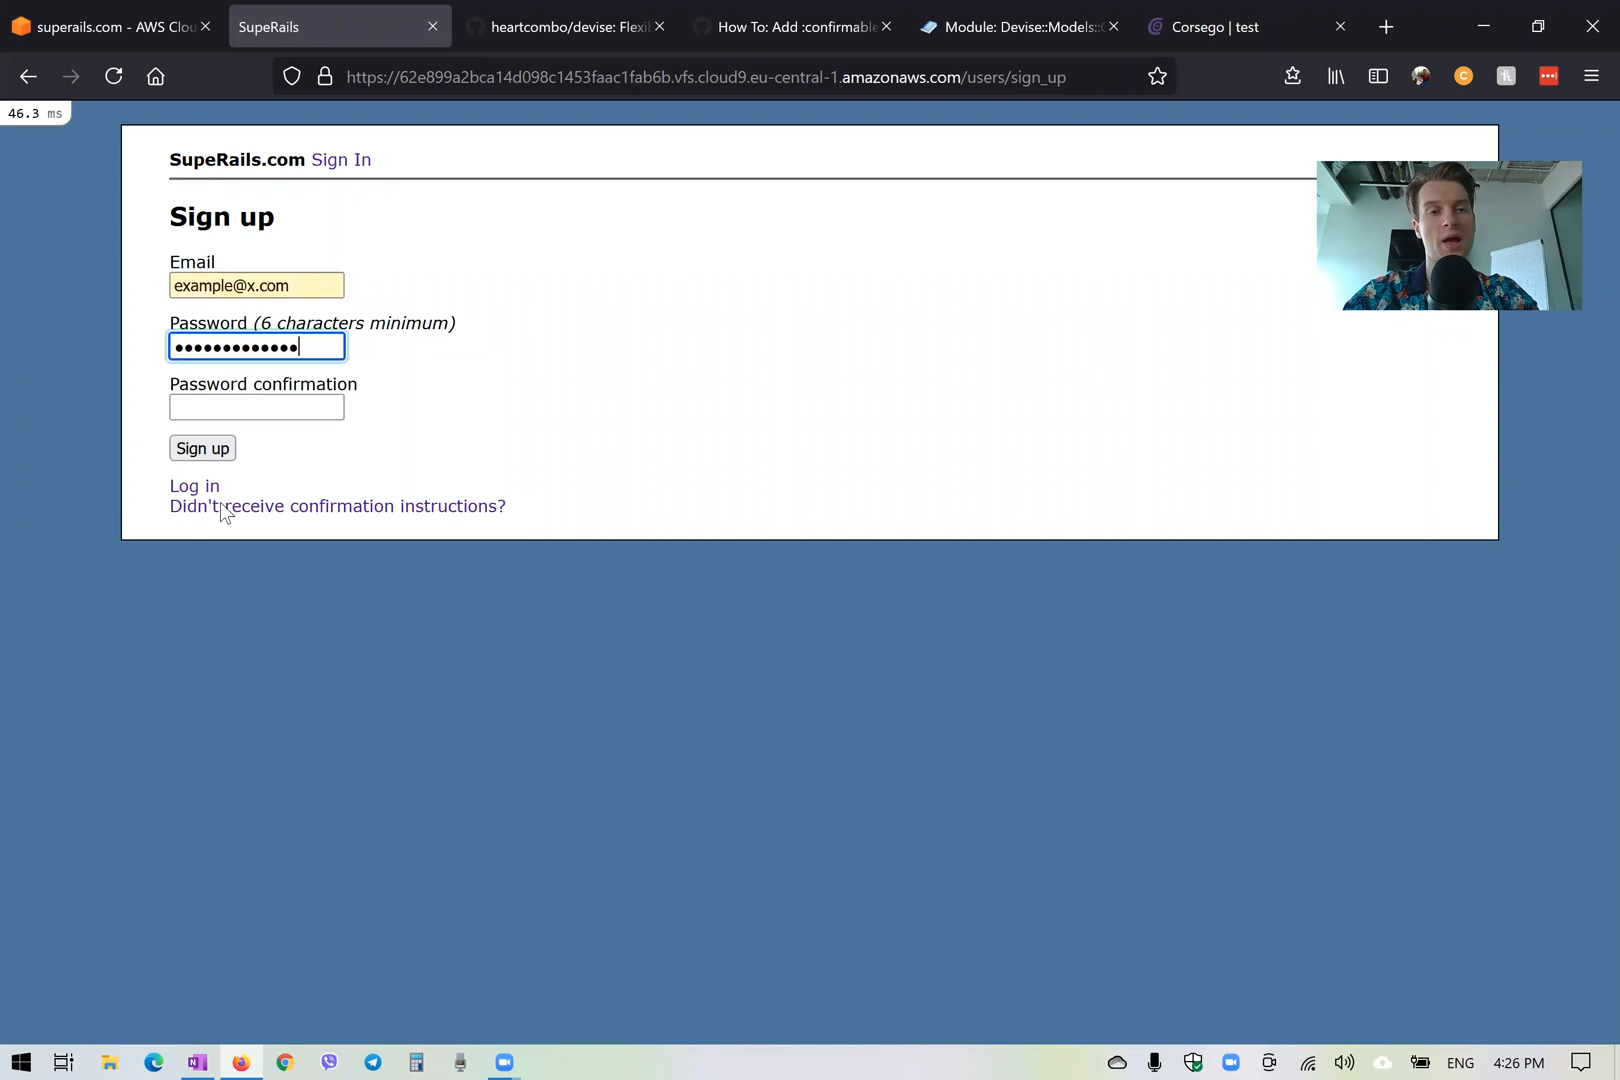 superails.com - AWS Clou
SupeRails
heartcombo/devise: Flexi
How To: Add :confirmable
Module: Devise::Models::C
Corsego | test
https://62e899a2bca14d098c1453faac1fab6b.vfs.cloud9.eu-central-1.amazonaws.com/users/sign_up
46.3 ms
SupeRails.com Sign In
Sign up
Email
example@x.com
Password (6 characters minimum)
Password confirmation
Sign up
Log in
Didn't receive confirmation instructions?
ENG
4:26 PM